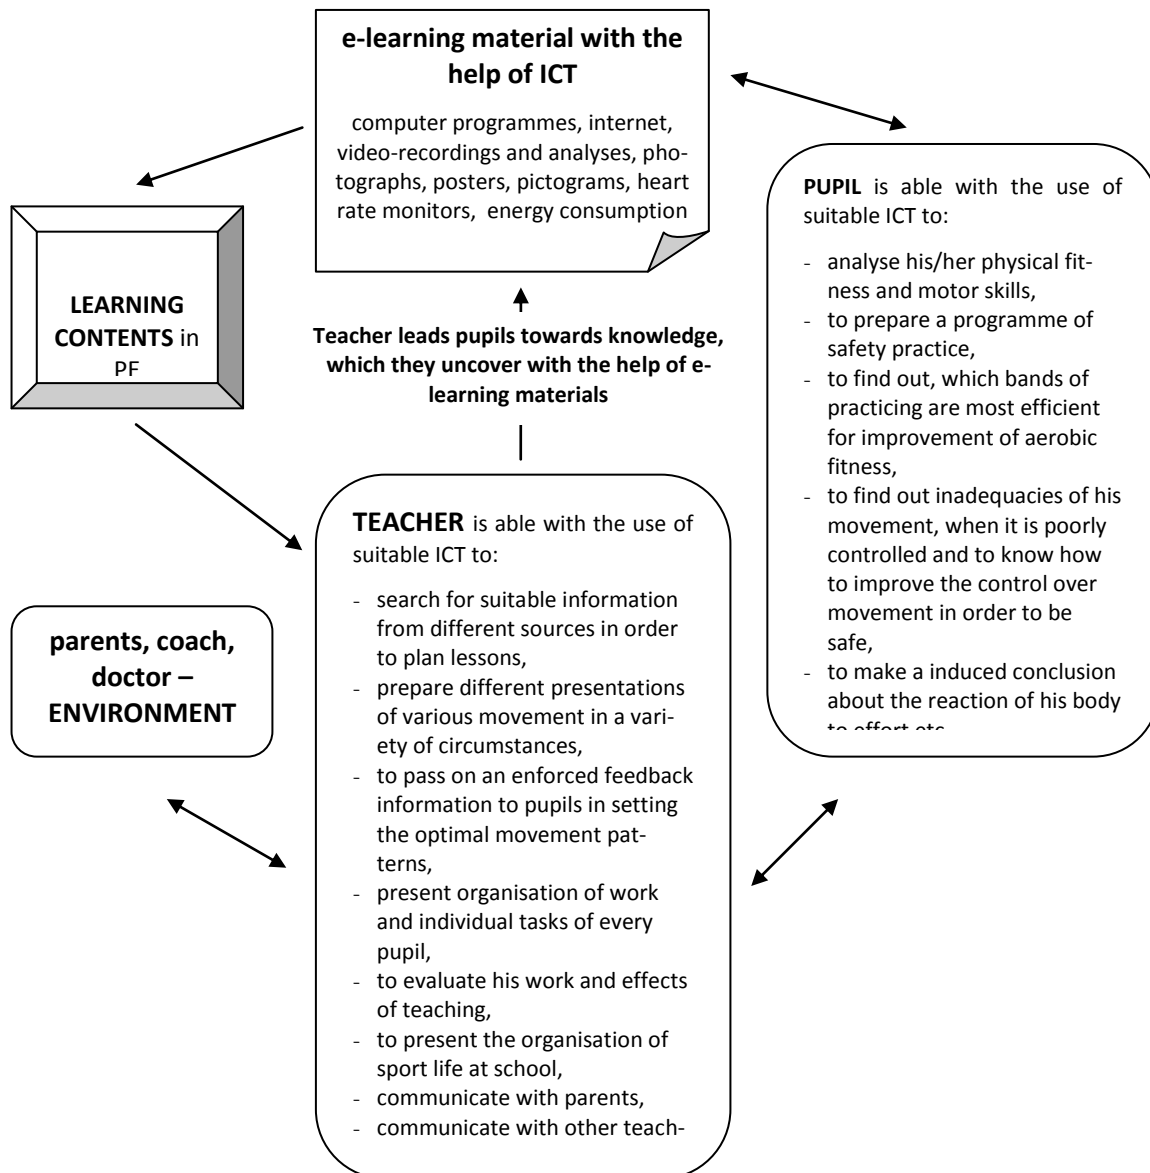 e-learning material with the
help of ICT
computer programmes, internet,
video-recordings and analyses, pho-
tographs, posters, pictograms, heart
rate monitors, energy consumption
LEARNING
CONTENTS in
PE
Teacher leads pupils towards knowledge,
which they uncover with the help of e-
learning materials
PUPIL is able with the use of
suitable ICT to:
- analyse his/her physical fit-
ness and motor skills,
- to prepare a programme of
safety practice,
- to find out, which bands of
practicing are most efficient
for improvement of aerobic
fitness,
- to find out inadequacies of his
movement, when it is poorly
controlled and to know how
to improve the control over
movement in order to be
safe,
- to make a induced conclusion
about the reaction of his body
to effort etc
TEACHER is able with the use of
suitable ICT to:
- search for suitable information
from different sources in order
to plan lessons,
- prepare different presentations
of various movement in a vari-
ety of circumstances,
- to pass on an enforced feedback
information to pupils in setting
the optimal movement pat-
terns,
- present organisation of work
and individual tasks of every
pupil,
- to evaluate his work and effects
of teaching,
- to present the organisation of
sport life at school,
- communicate with parents,
- communicate with other teach-
parents, coach,
doctor –
ENVIRONMENT